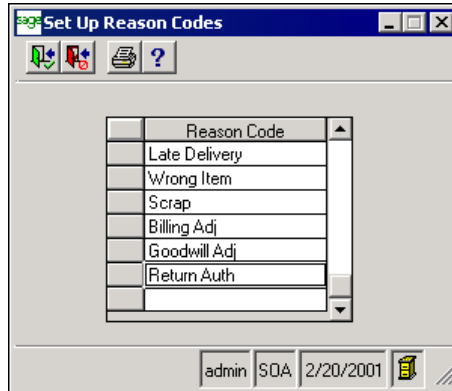 sage Set Up Reason Codes
?
Reason Code
Late Delivery
Wrong Item
Scrap
Billing Adj
Goodwill Adj
Return Auth
admin SOA 2/20/2001